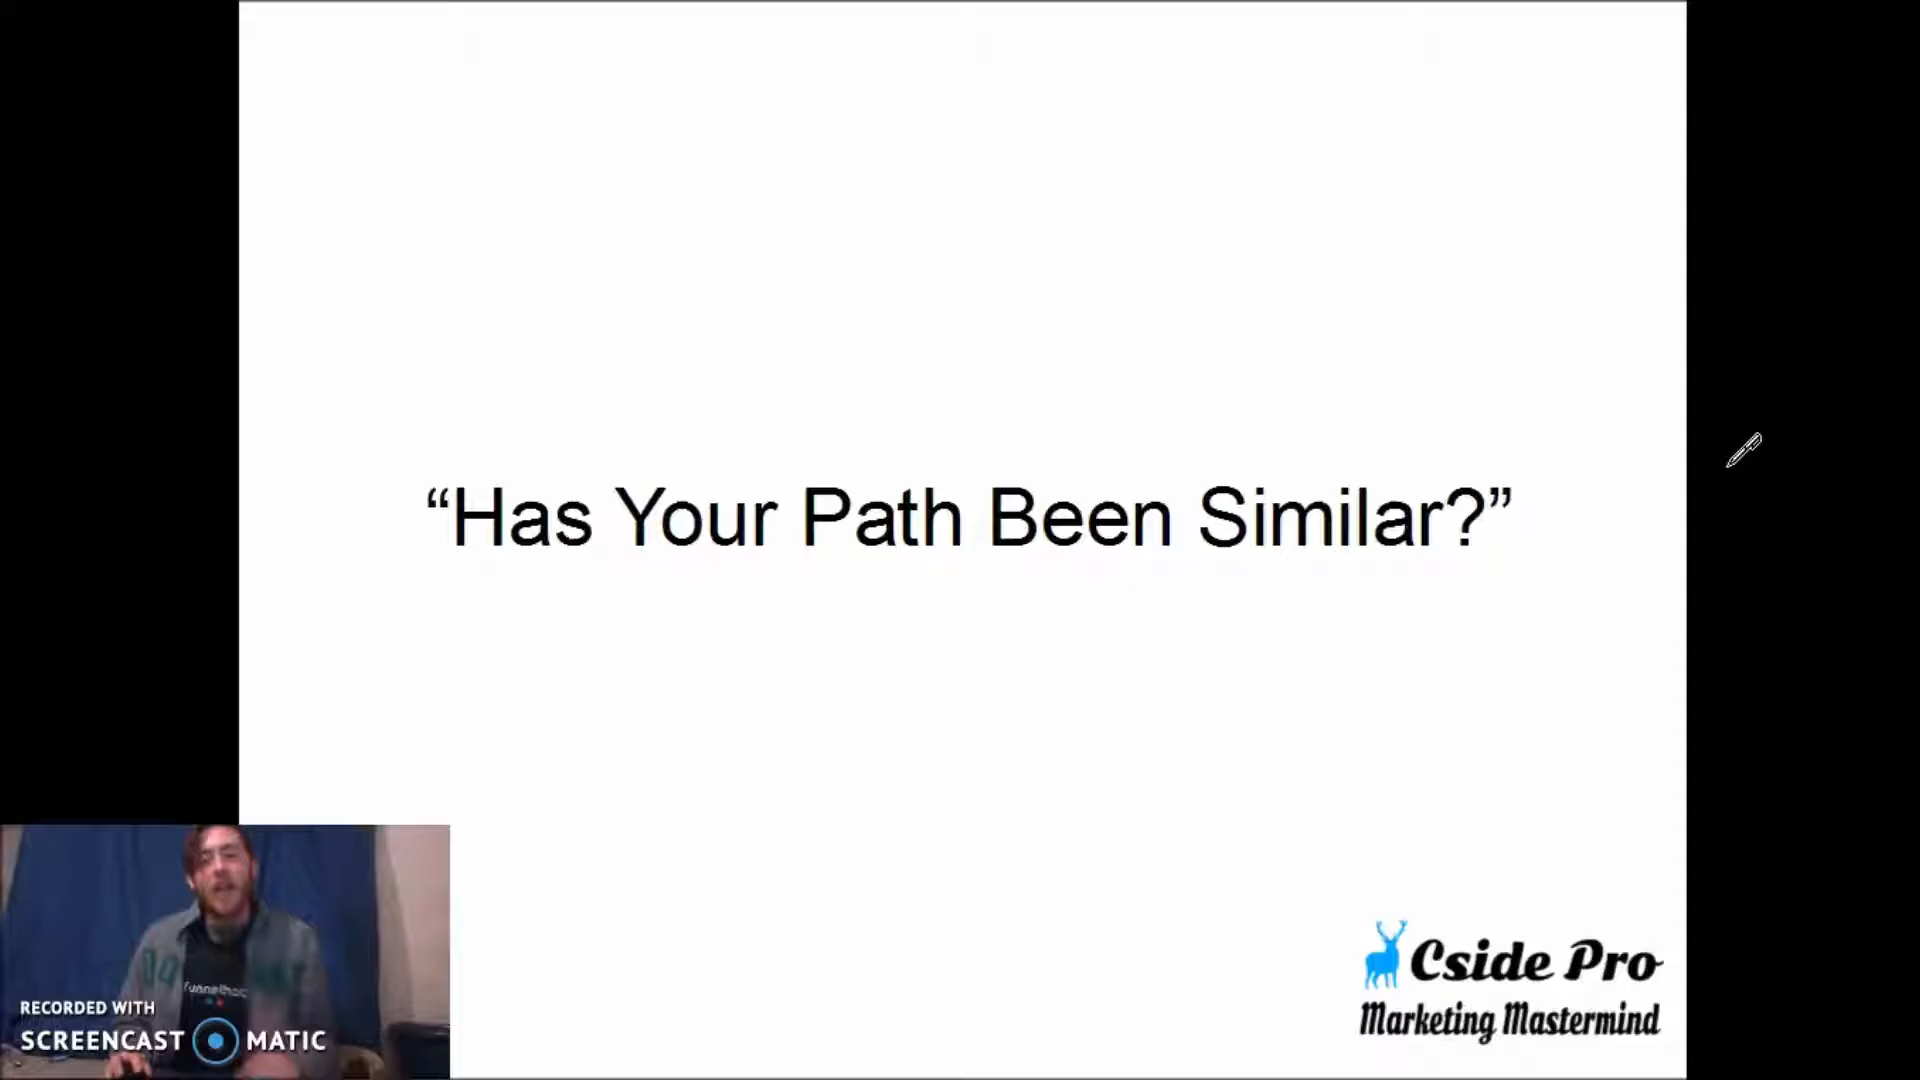 “Has Your Path Been Similar?”
RECORDED WITH
SCREENCAST MATIC
Cside Pro
Marketing Mastermind